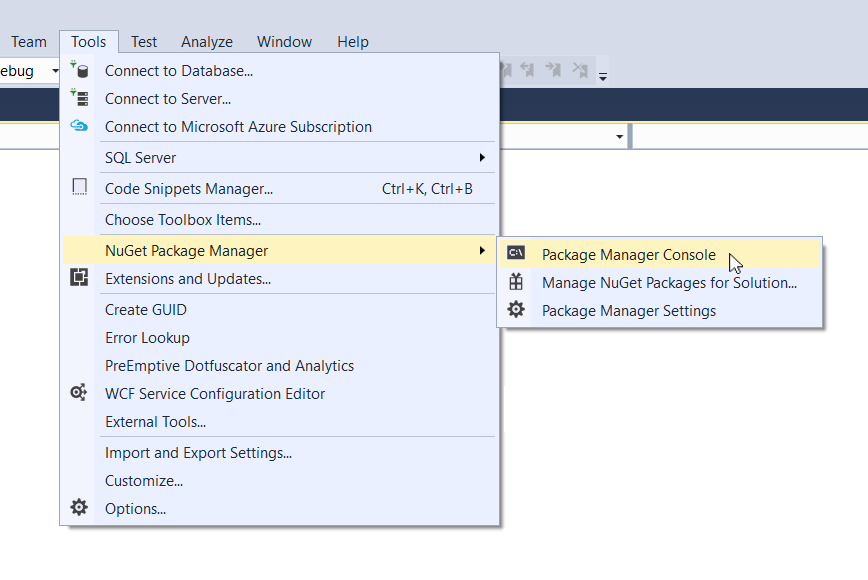 Team Tools Test Analyze Window Help
ebug
Connect to Database...
Connect to Server...
Connect to Microsoft Azure Subscription
SQL Server
Code Snippets Manager... Ctrl+K, Ctrl+B
Choose Toolbox Items...
NuGet Package Manager
Extensions and Updates...
Create GUID
Error Lookup
PreEmptive Dotfuscator and Analytics
WCF Service Configuration Editor
External Tools...
Import and Export Settings...
Customize...
Options...
C:\ Package Manager Console
Manage NuGet Packages for Solution...
Package Manager Settings